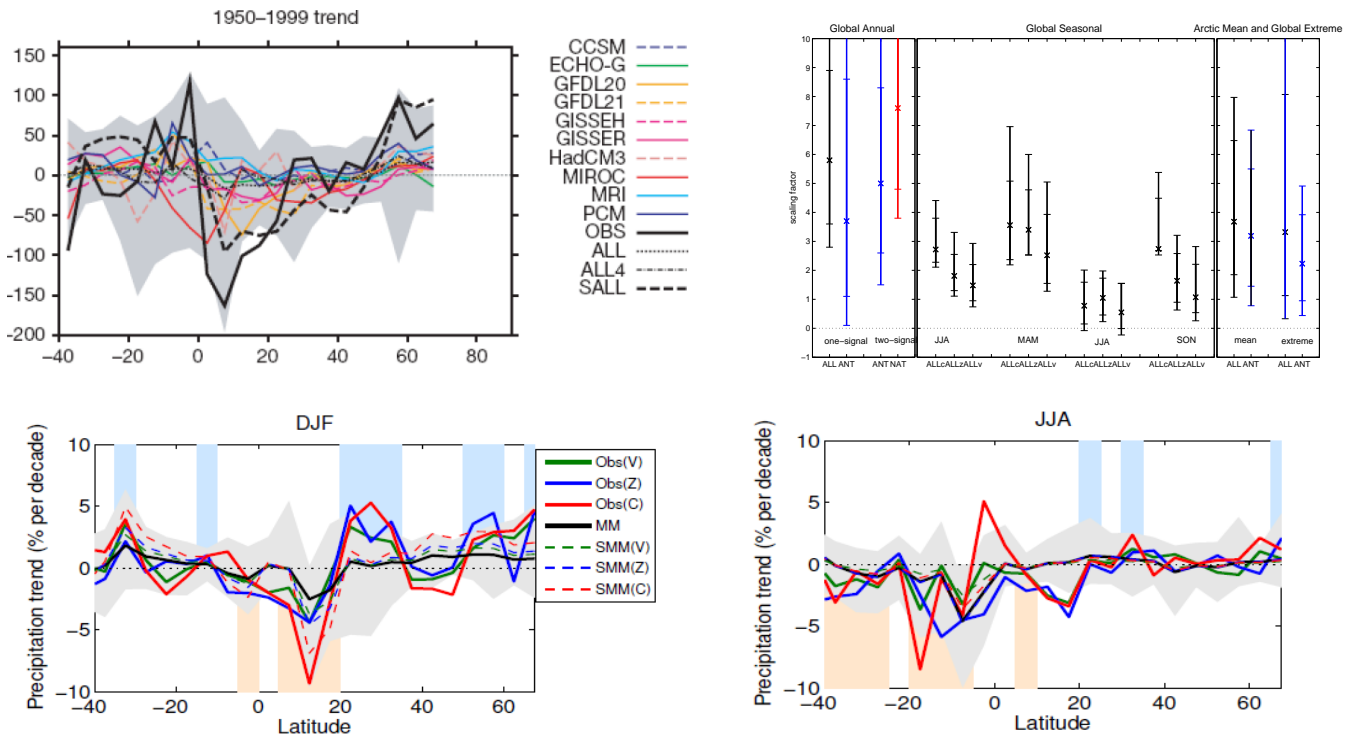 1950–1999 trend
150
100
50
0
-50
-100
-150
-200
-40
-20
0
20
40
60
80
CCSM
ECHO-G
GFDL20
GFDL21
GISSEH
GISSER
HadCM3
MIROC
MRI
PCM
OBS
ALL
ALL4
SALL
Global Annual
Global Seasonal
Arctic Mean and Global Extreme
scaling factor
10
9
8
7
6
5
4
3
2
1
0
−1
one−signal
two−signal
JJA
MAM
JJA
SON
mean
extreme
ALL ANT
ANT NAT
ALLcALLzALLv
ALLcALLzALLv
ALLcALLzALLv
ALLcALLzALLv
ALL ANT
ALL ANT
DJF
Precipitation trend (% per decade)
10
5
0
−5
−10
−40
−20
0
20
40
60
Latitude
Obs(V)
Obs(Z)
Obs(C)
MM
SMM(V)
SMM(Z)
SMM(C)
JJA
Precipitation trend (% per decade)
10
5
0
−5
−10
−40
−20
0
20
40
60
Latitude